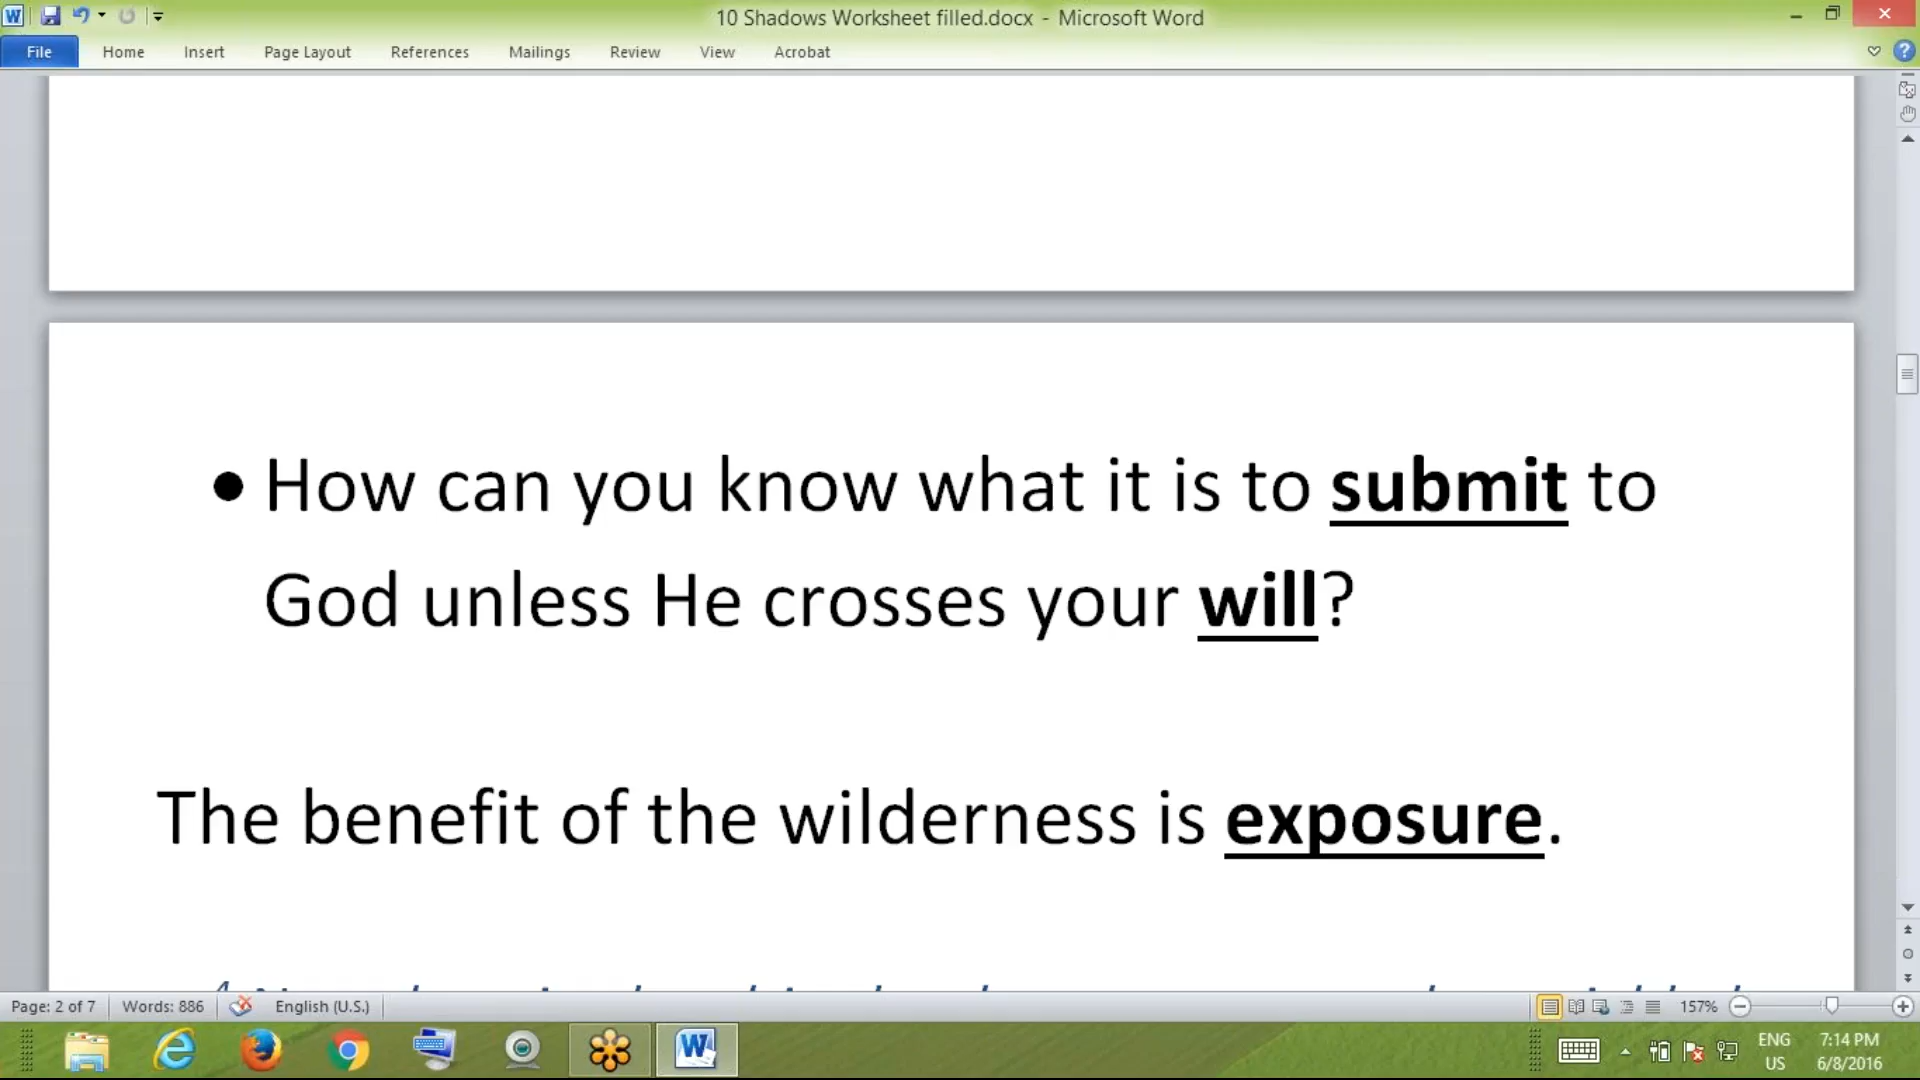 10 Shadows Worksheet filled.docx - Microsoft Word
File Home Insert Page Layout References Mailings Review View Acrobat
• How can you know what it is to submit to
God unless He crosses your will?
The benefit of the wilderness is exposure.
Page: 2 of 7 Words: 886 English (U.S.) 157%
ENG 7:14 PM
US 6/8/2016